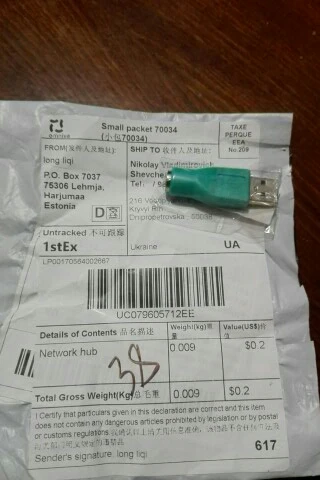 Small packet 70034
(小包70034)
TAXE
PERQUE
EEA
No.209
FROM(发件人及地址):
long liqi
P.O. Box 7037
75306 Lehmja,
Harjumaa
Estonia
SHIP TO 收件人及地址:
Nikolay
Shevche
Tel.
Kryvyi
Dnipropetrovska
D
Untracked 不可跟踪
1stEx
Ukraine
UA
LP00170564002667
UC079605712EE
Details of Contents 品名描述
Weight(kg)重量
Value(US$)价值
Network hub
0.009
$0.2
38
Total Gross Weight(Kg)总毛重
0.009
$0.2
I Certify that particulars given in this declaration are correct and this item
does not contain any dangerous articles prohibited by legislation or by postal
or customs regulations
Sender's signature. long liqi
617